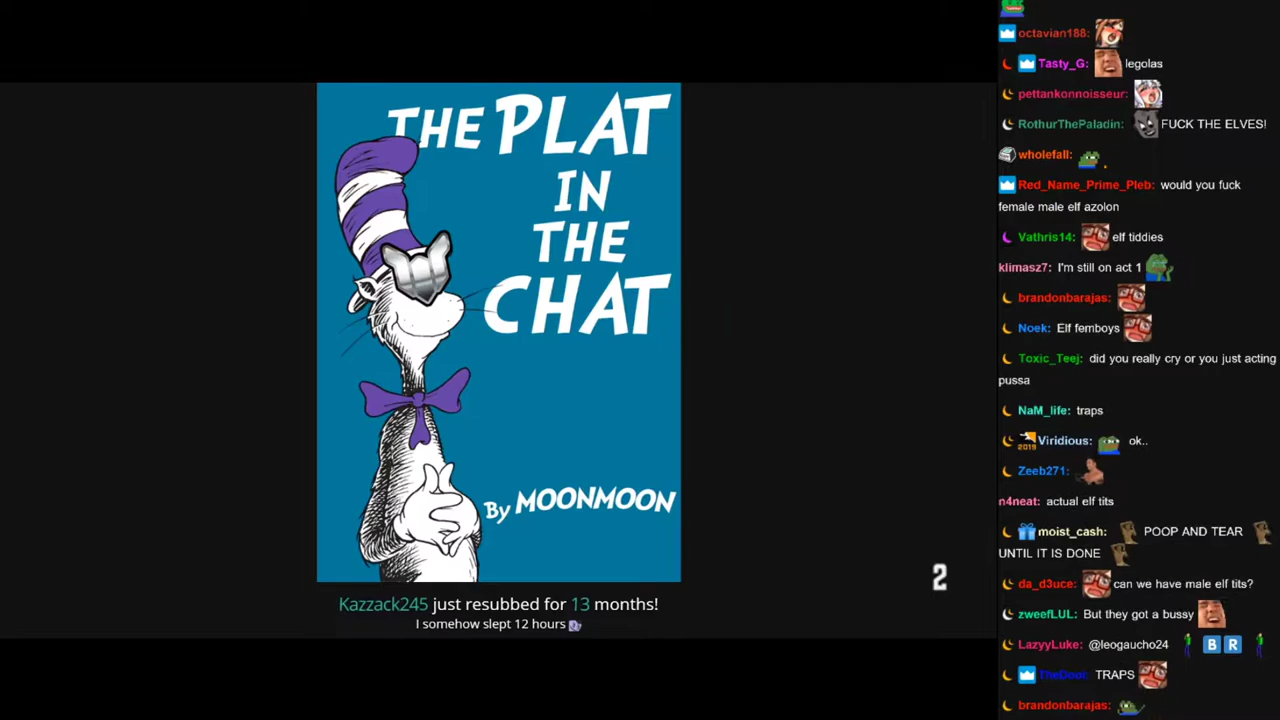 THE PLAT
IN
THE
CHAT
By MOONMOON
2
Kazzack245 just resubbed for 13 months!
I somehow slept 12 hours
octavian188:
Tasty_G: legolas
pettankonnoisseur:
RothurThePaladin: FUCK THE ELVES!
wholefall:
Red_Name_Prime_Pleb: would you fuck
female male elf azolon
Vathris14: elf tiddies
klimasz7: I'm still on act 1
brandonbarajas:
Noek: Elf femboys
Toxic_Teej: did you really cry or you just acting
pussa
NaM_life: traps
2019 Viridious: ok..
Zeeb271:
n4neat: actual elf tits
moist_cash: POOP AND TEAR
UNTIL IT IS DONE
da_d3uce: can we have male elf tits?
zweefLUL: But they got a bussy
LazyyLuke: @leogaucho24 B R
TheDoor: TRAPS
brandonbarajas: